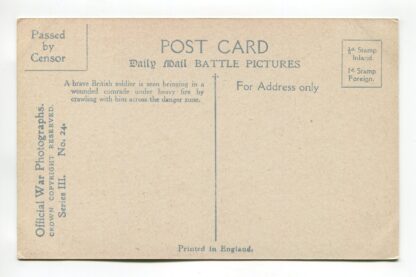 Passed
by
Censor
POST CARD
Daily Mail BATTLE PICTURES
½d Stamp
Inland.
1d Stamp
Foreign.
A brave British soldier is seen bringing in a
wounded comrade under heavy fire by
crawling with him across the danger zone.
For Address only
Official War Photographs.
CROWN COPYRIGHT RESERVED.
Series III. No. 24.
Printed in England.